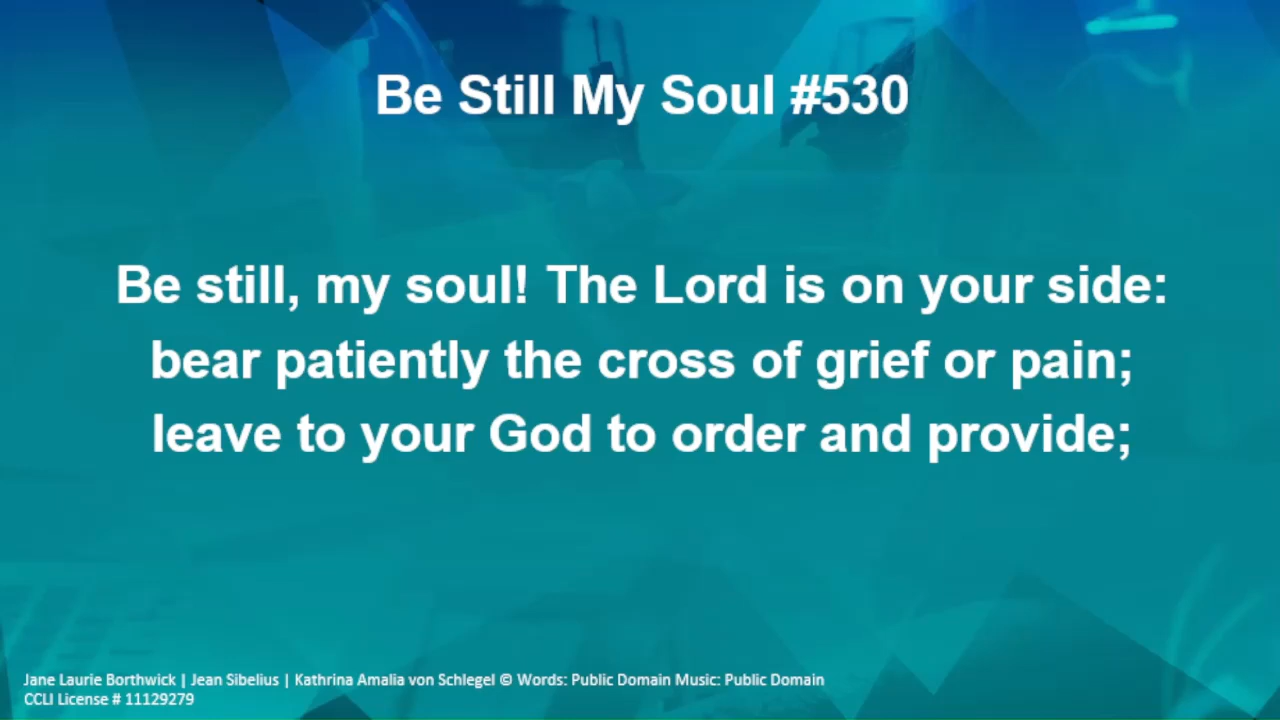 Be Still My Soul #530
Be still, my soul! The Lord is on your side:
bear patiently the cross of grief or pain;
leave to your God to order and provide;
Jane Laurie Borthwick | Jean Sibelius | Kathrina Amalia von Schlegel © Words: Public Domain Music: Public Domain
CCLI License # 11129279